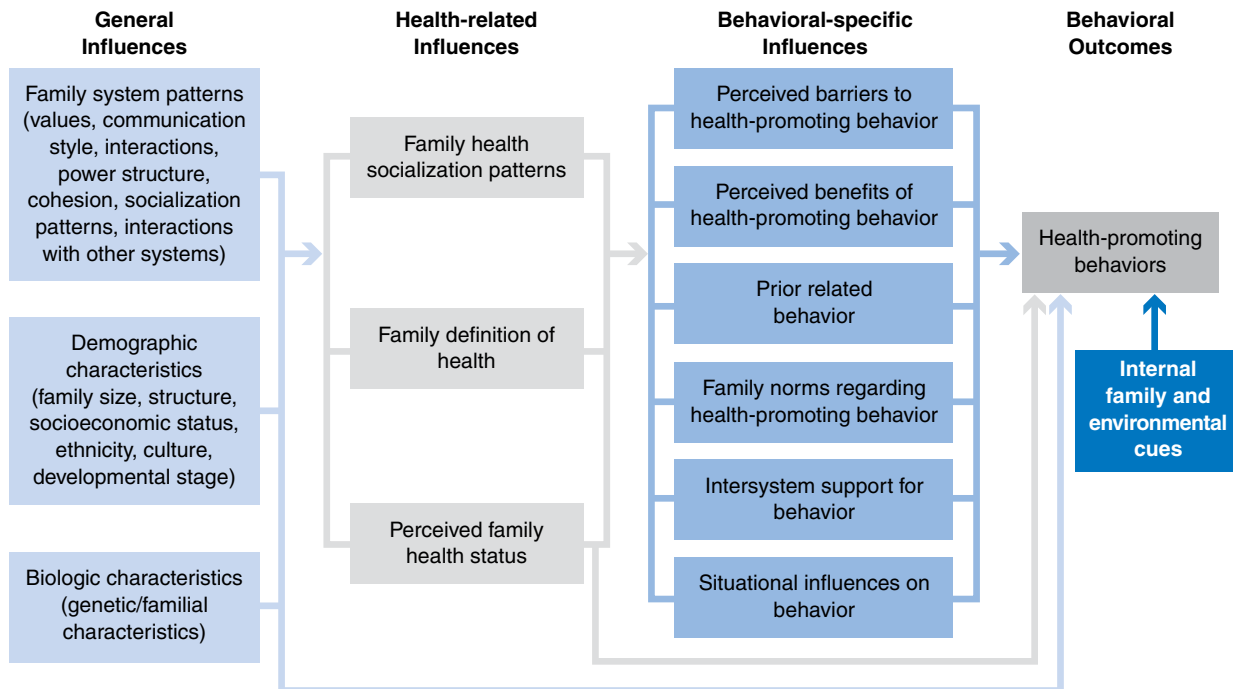 General
Influences
Health-related
Influences
Behavioral-specific
Influences
Behavioral
Outcomes
Family system patterns
(values, communication
style, interactions,
power structure,
cohesion, socialization
patterns, interactions
with other systems)
Demographic
characteristics
(family size, structure,
socioeconomic status,
ethnicity, culture,
developmental stage)
Biologic characteristics
(genetic/familial
characteristics)
Family health
socialization patterns
Family definition of
health
Perceived family
health status
Perceived barriers to
health-promoting behavior
Perceived benefits of
health-promoting behavior
Prior related
behavior
Family norms regarding
health-promoting behavior
Intersystem support for
behavior
Situational influences on
behavior
Health-promoting
behaviors
Internal
family and
environmental
cues